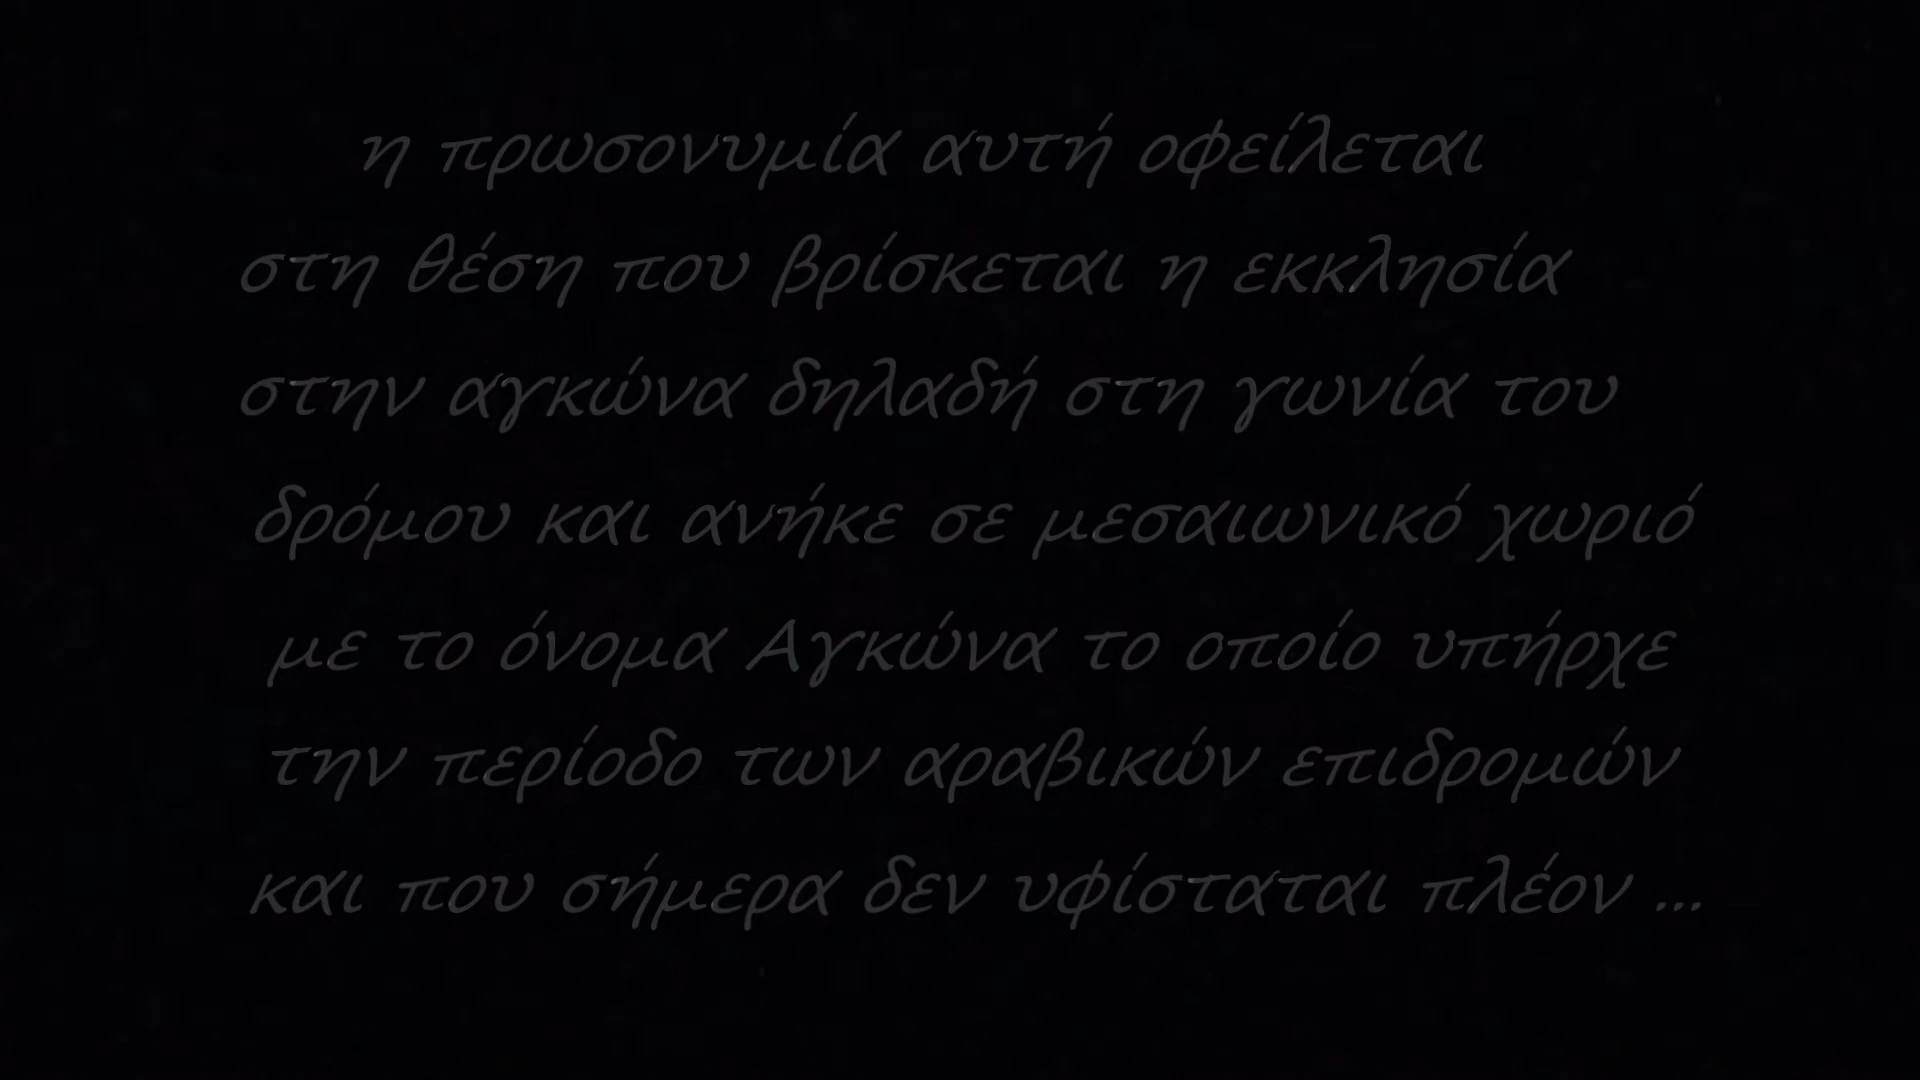 η πρωσονυμία αυτή οφείλεται
στη θέση που βρίσκεται η εκκλησία
στην αγκώνα δηλαδή στη γωνία του
δρόμου και ανήκε σε μεσαιωνικό χωριό
με το όνομα Αγκώνα το οποίο υπήρχε
την περίοδο των αραβικών επιδρομών
και που σήμερα δεν υφίσταται πλέον ...